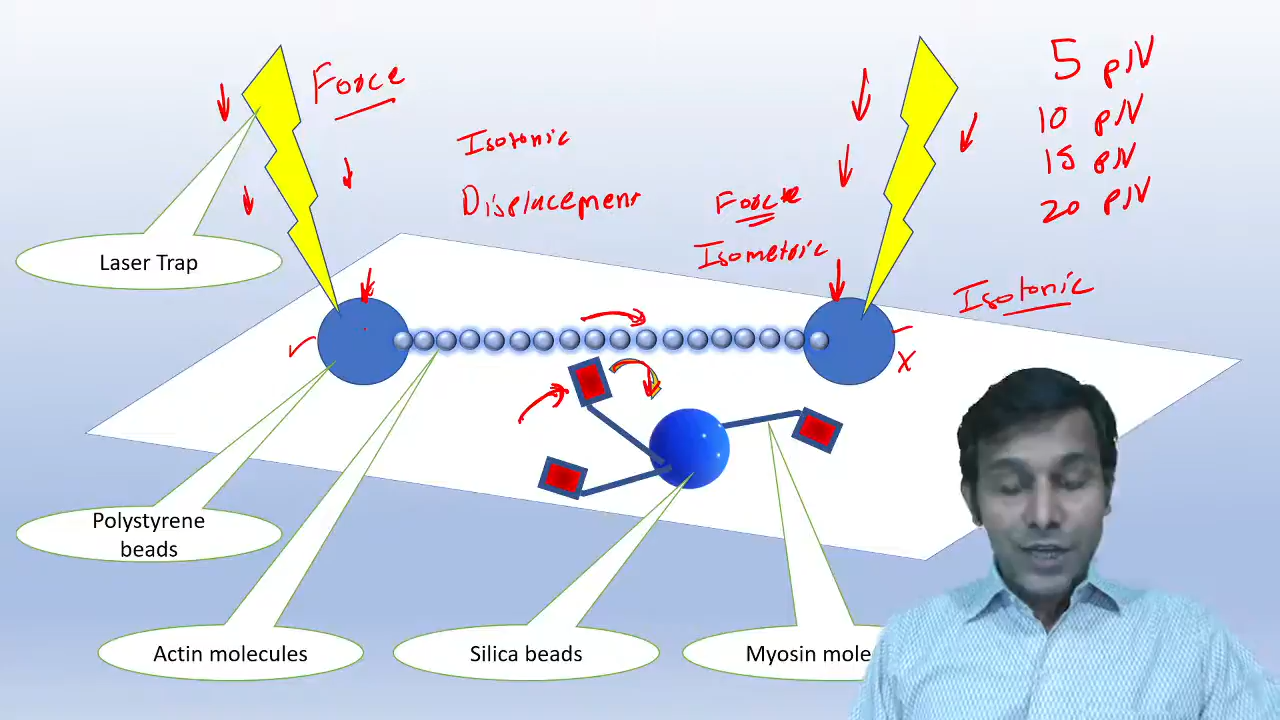 Force
Isotonic
Displacement
Force
Isometric
5 pN
10 pN
15 pN
20 pN
Isotonic
Laser Trap
Polystyrene
beads
Actin molecules
Silica beads
Myosin mole